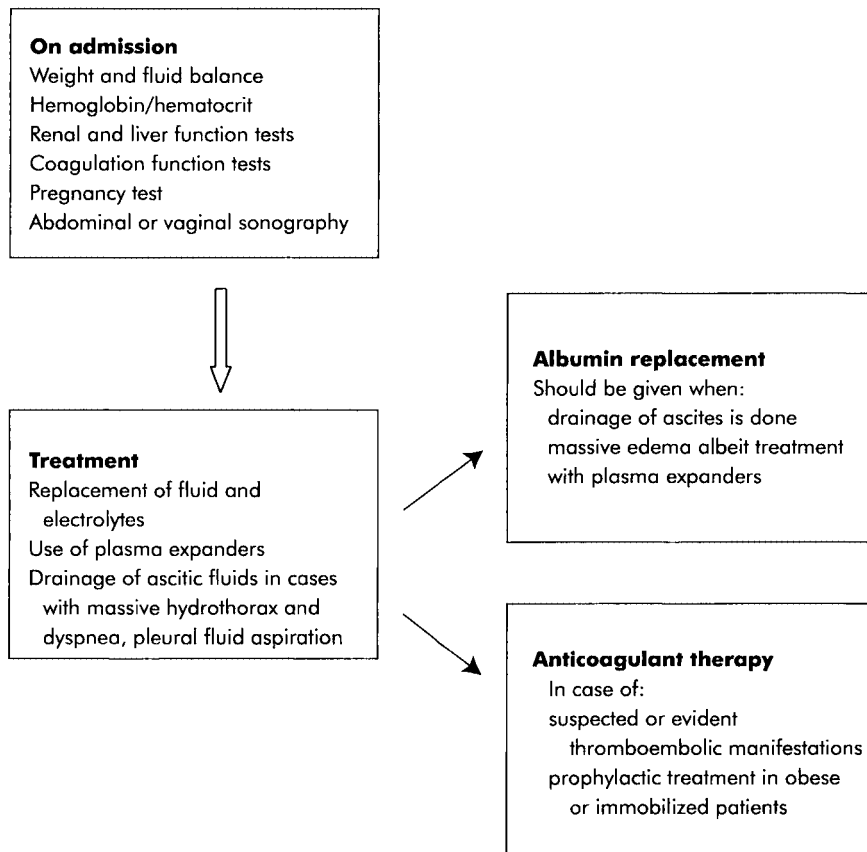 On admission
Weight and fluid balance
Hemoglobin/hematocrit
Renal and liver function tests
Coagulation function tests
Pregnancy test
Abdominal or vaginal sonography
Treatment
Replacement of fluid and
electrolytes
Use of plasma expanders
Drainage of ascitic fluids in cases
with massive hydrothorax and
dyspnea, pleural fluid aspiration
Albumin replacement
Should be given when:
drainage of ascites is done
massive edema albeit treatment
with plasma expanders
Anticoagulant therapy
In case of:
suspected or evident
thromboembolic manifestations
prophylactic treatment in obese
or immobilized patients